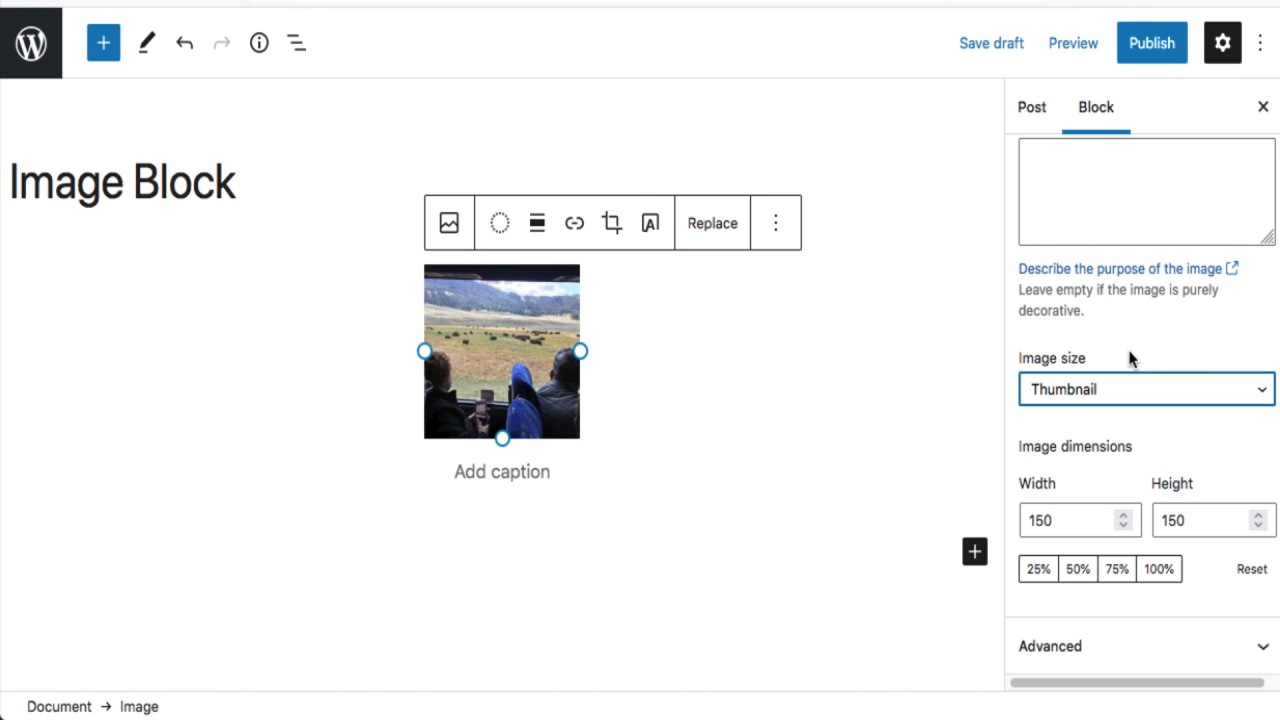 Save draft Preview Publish
Post Block
Image Block
Replace
Describe the purpose of the image
Leave empty if the image is purely
decorative.
Image size
Thumbnail
Add caption
Image dimensions
Width Height
150 150
25% 50% 75% 100% Reset
Advanced
Document → Image